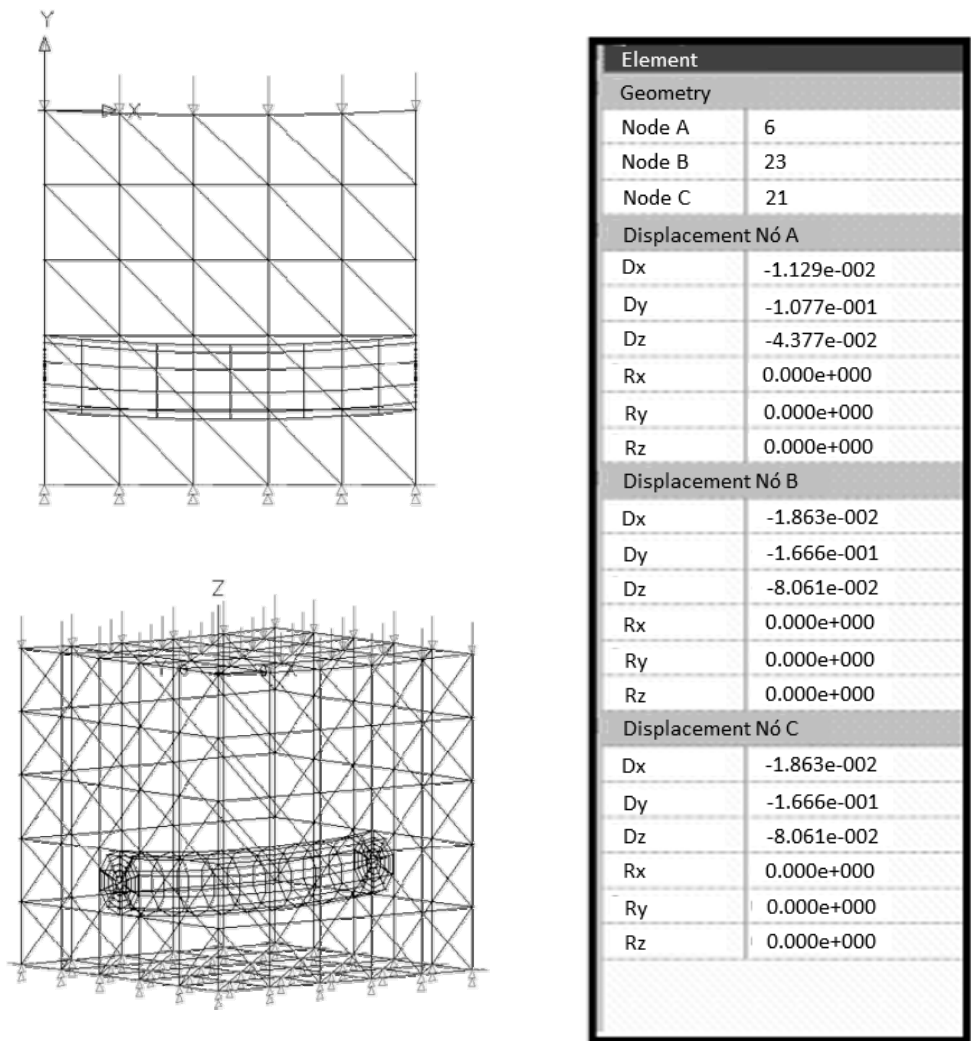 Y
X
Z
Element
Geometry
Node A 6
Node B 23
Node C 21
Displacement Nó A
Dx -1.129e-002
Dy -1.077e-001
Dz -4.377e-002
Rx 0.000e+000
Ry 0.000e+000
Rz 0.000e+000
Displacement Nó B
Dx -1.863e-002
Dy -1.666e-001
Dz -8.061e-002
Rx 0.000e+000
Ry 0.000e+000
Rz 0.000e+000
Displacement Nó C
Dx -1.863e-002
Dy -1.666e-001
Dz -8.061e-002
Rx 0.000e+000
Ry 0.000e+000
Rz 0.000e+000